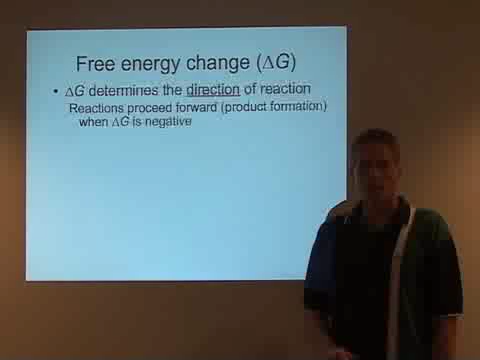 Free energy change (ΔG)
• ΔG determines the direction of reaction
Reactions proceed forward (product formation)
when ΔG is negative